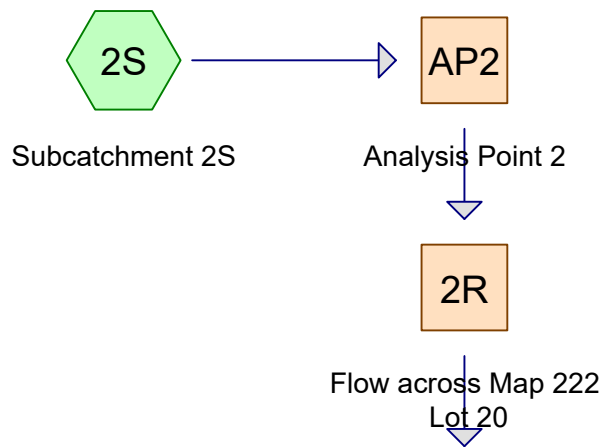 2S
AP2
Subcatchment 2S
Analysis Point 2
2R
Flow across Map 222
Lot 20